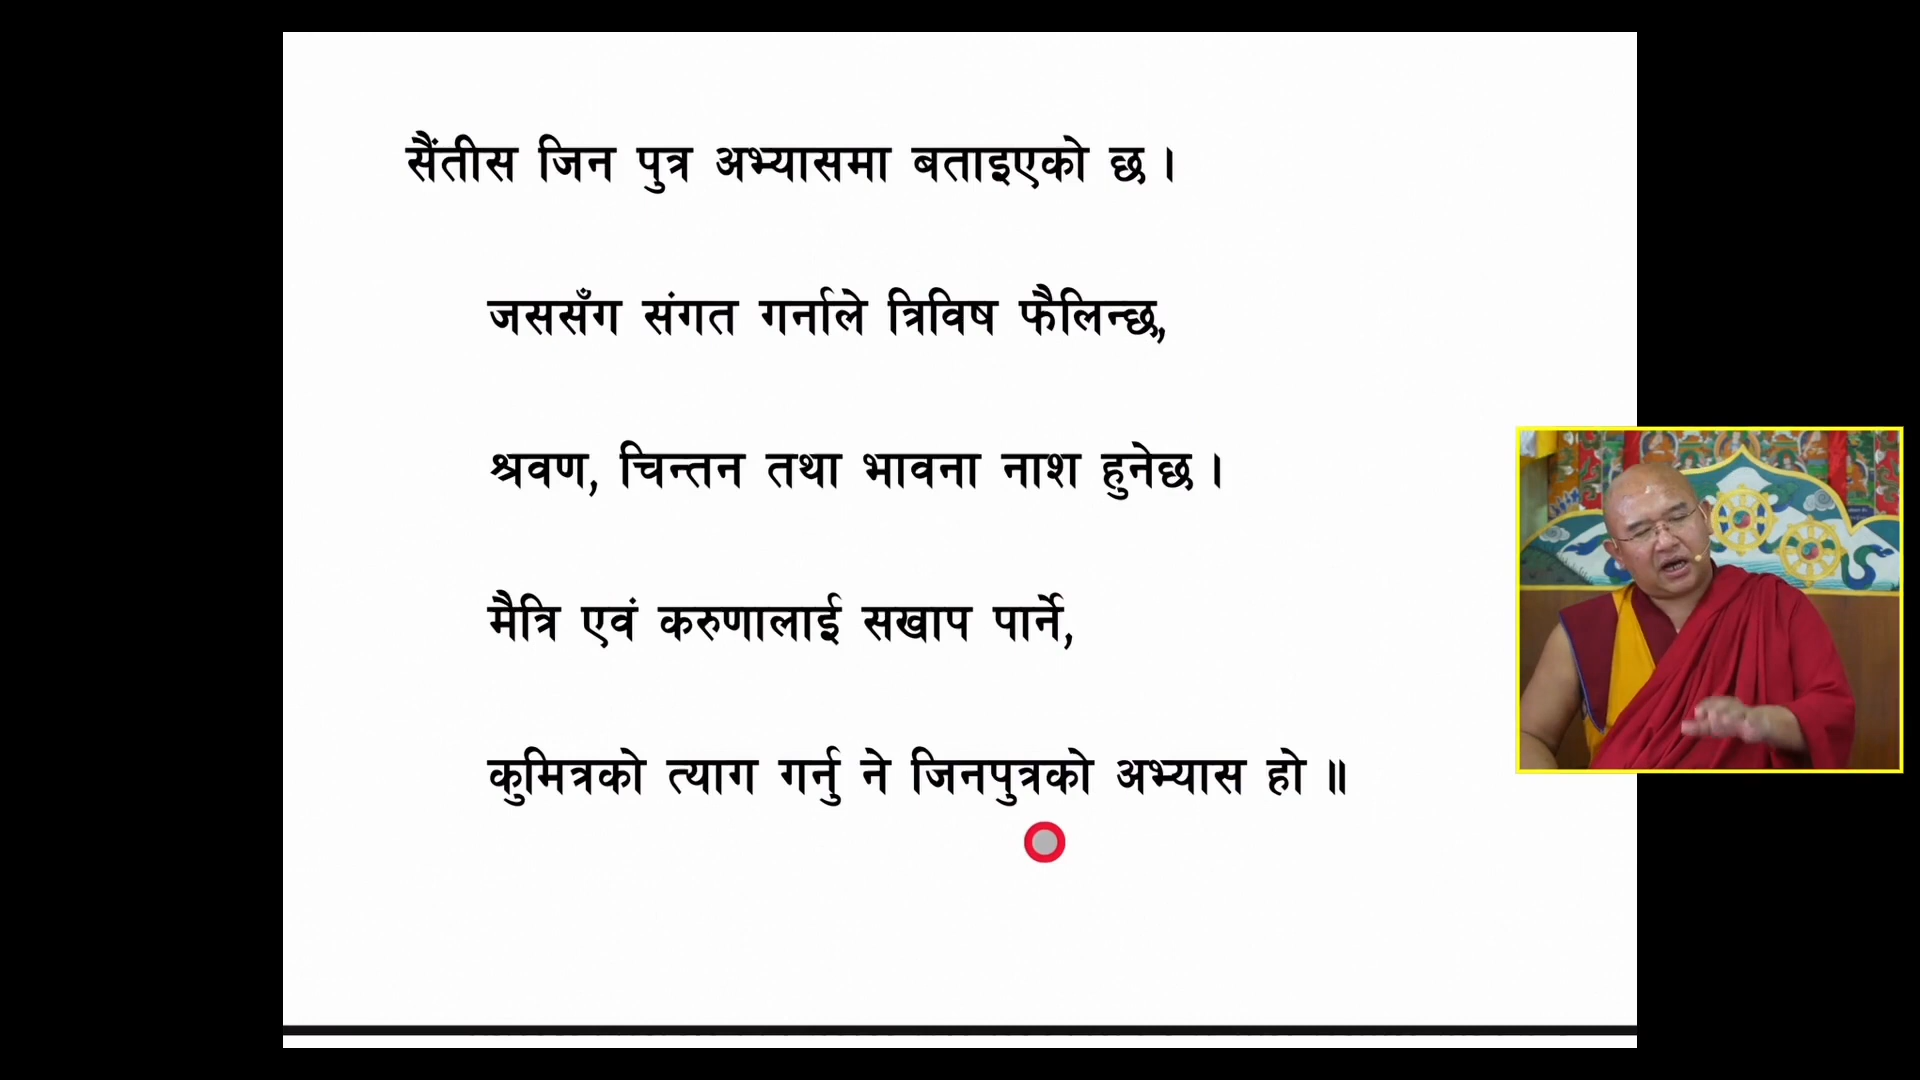 सैंतीस जिन पुत्र अभ्यासमा बताइएको छ ।
जससँग संगत गर्नाले त्रिविष फैलिन्छ,
श्रवण, चिन्तन तथा भावना नाश हुनेछ ।
मैत्रि एवं करुणालाई सखाप पार्ने,
कुमित्रको त्याग गर्नु ने जिनपुत्रको अभ्यास हो ॥